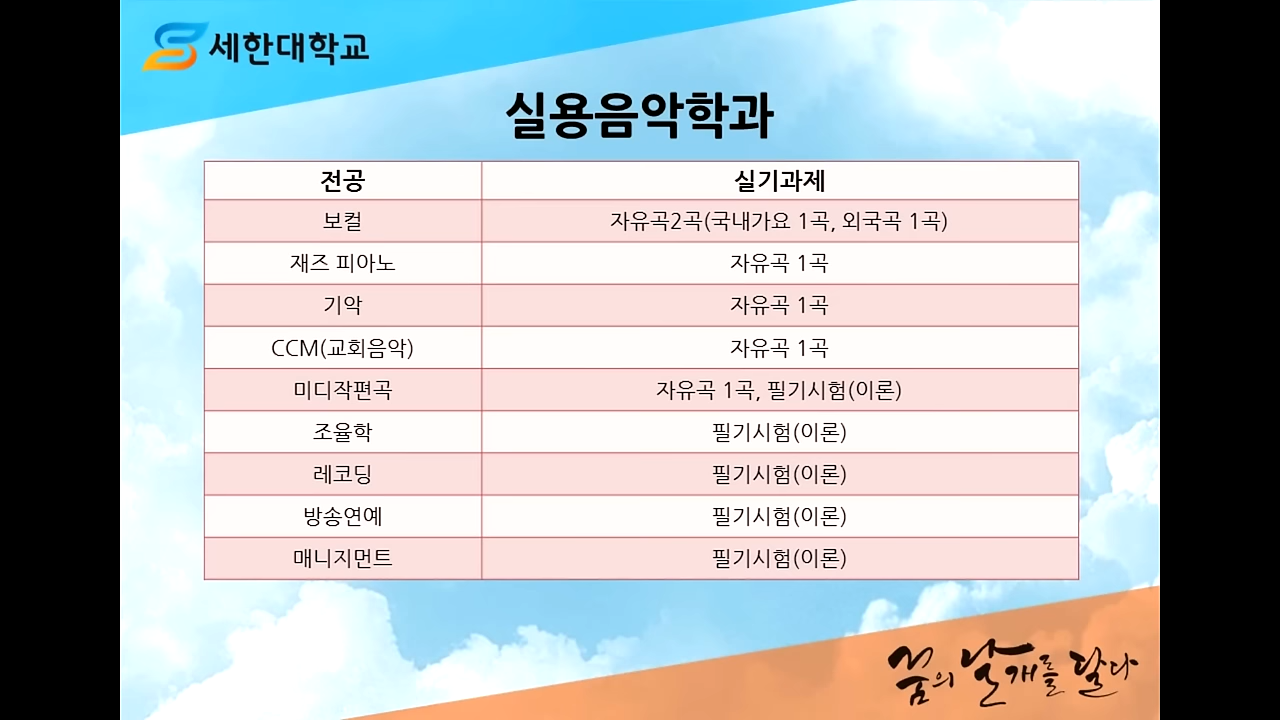 세한대학교
실용음악학과
전공 실기과제
보컬 자유곡2곡(국내가요 1곡, 외국곡 1곡)
재즈 피아노 자유곡 1곡
기악 자유곡 1곡
CCM(교회음악) 자유곡 1곡
미디작편곡 자유곡 1곡, 필기시험(이론)
조율학 필기시험(이론)
레코딩 필기시험(이론)
방송연예 필기시험(이론)
매니지먼트 필기시험(이론)
꿈의 날개를 달다